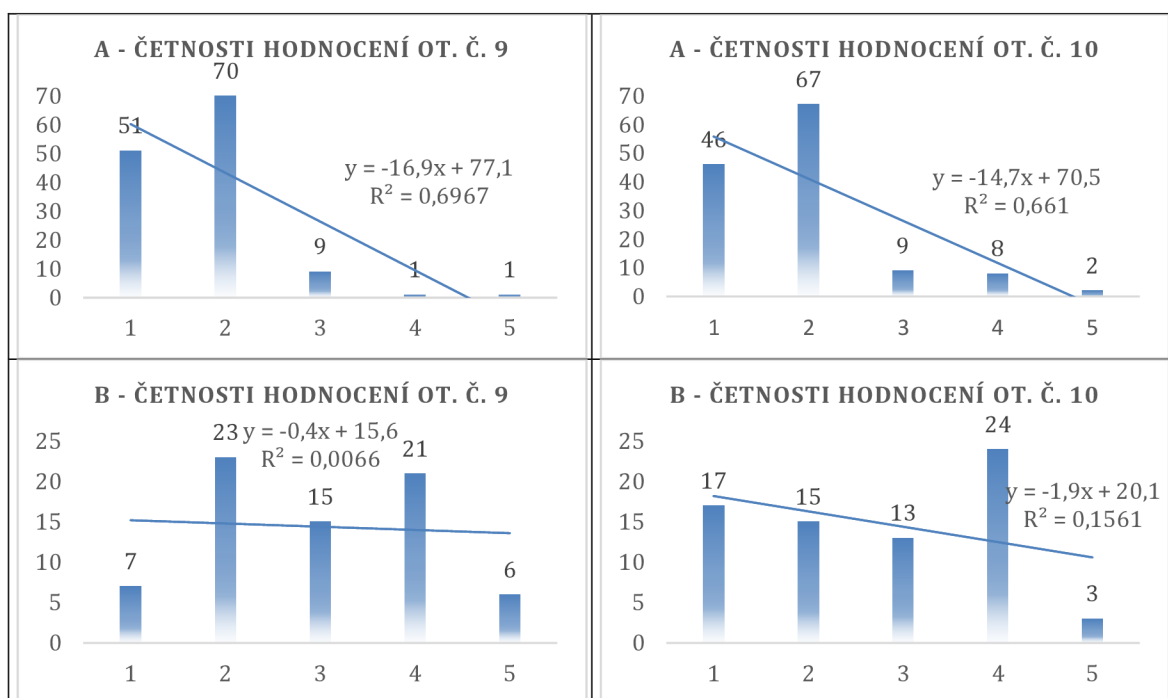 A - ČETNOSTI HODNOCENÍ OT. Č. 9
70
70
60
51
50
y = -16,9x + 77,1
40
R² = 0,6967
30
20
9
10
1
1
0
1 2 3 4 5
A - ČETNOSTI HODNOCENÍ OT. Č. 10
67
70
60
46
50
y = -14,7x + 70,5
40
R² = 0,661
30
20
9
8
10
2
0
1 2 3 4 5
B - ČETNOSTI HODNOCENÍ OT. Č. 9
23 y = -0,4x + 15,6
25
R² = 0,0066
21
20
15
15
10
7
6
5
0
1 2 3 4 5
B - ČETNOSTI HODNOCENÍ OT. Č. 10
24
25
17
20
y = -1,9x + 20,1
15
R² = 0,1561
13
15
10
3
5
0
1 2 3 4 5